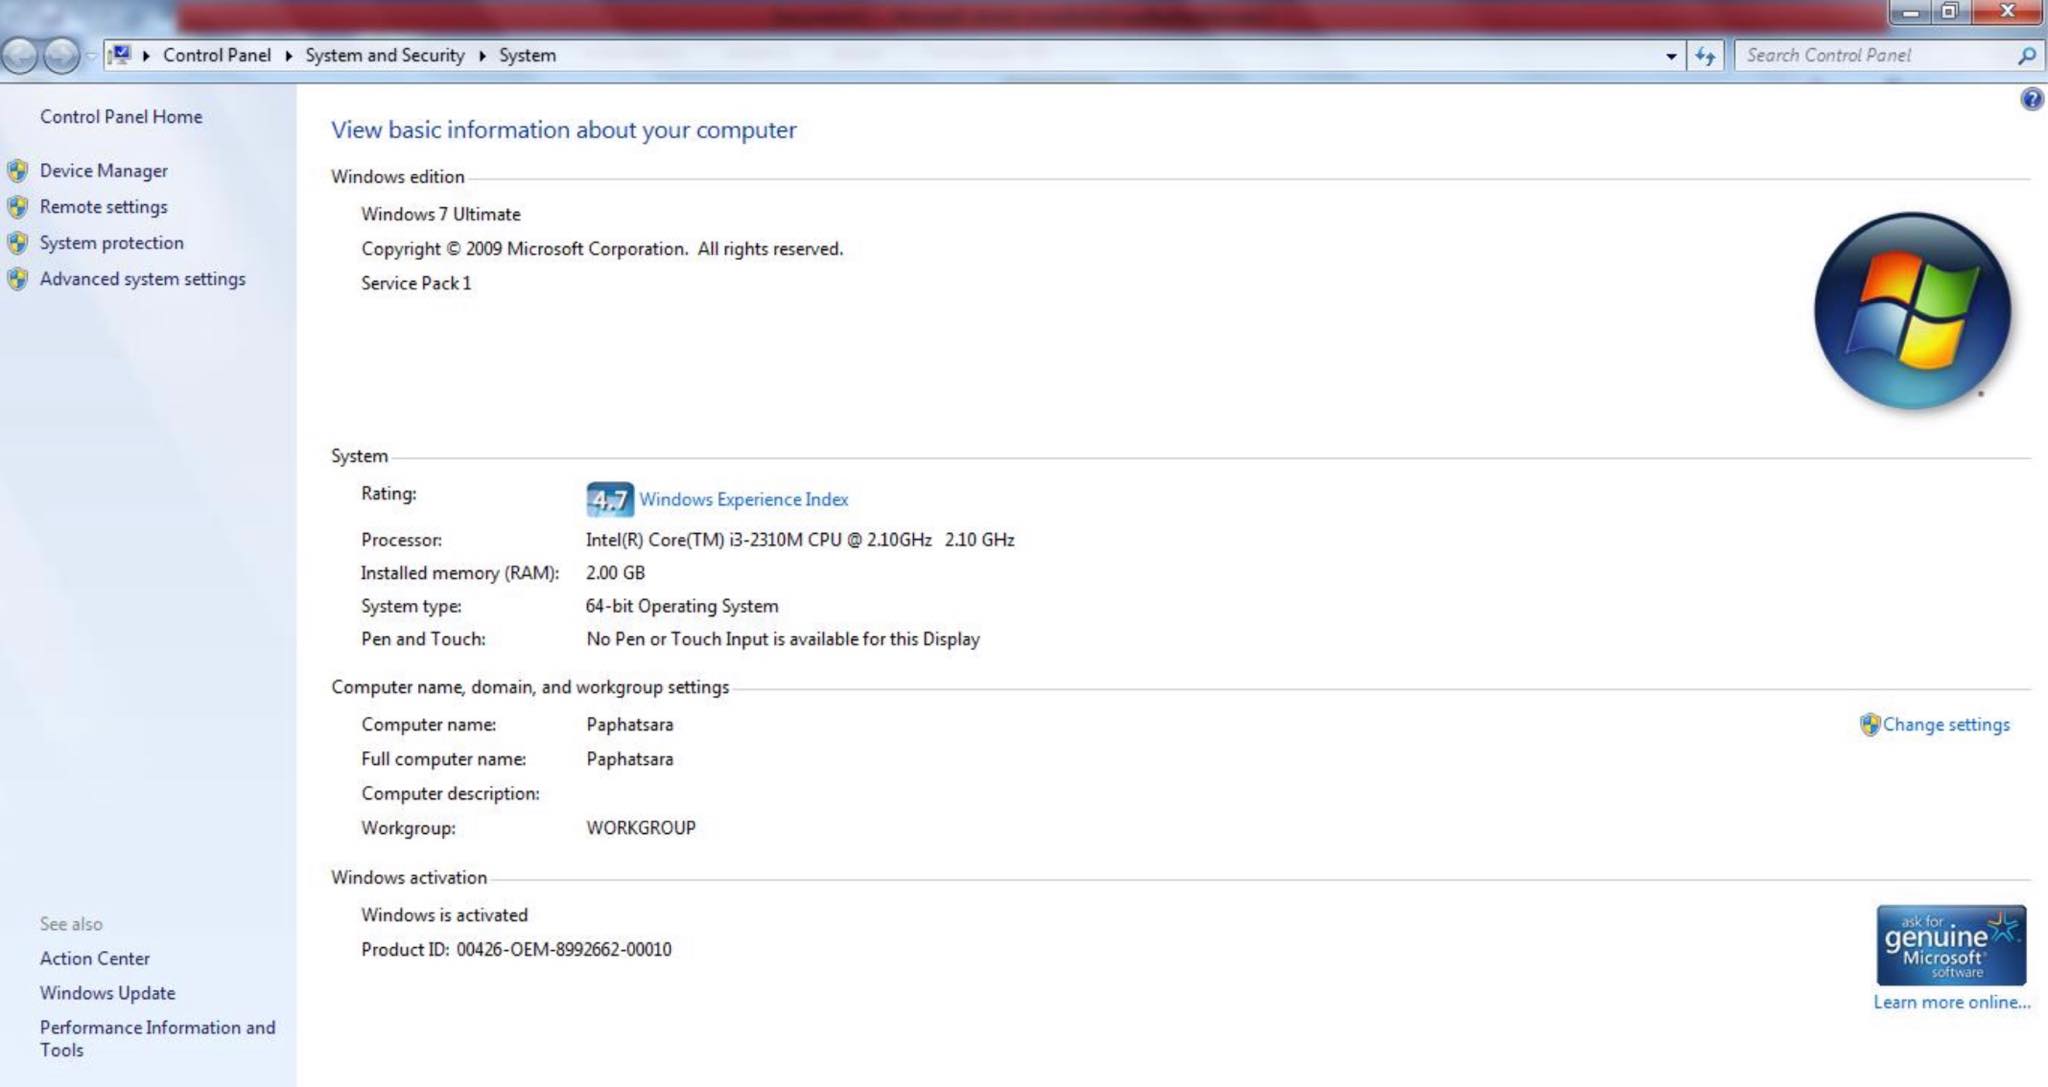 Control Panel
System and Security
System
Search Control Panel
Control Panel Home
Device Manager
Remote settings
System protection
Advanced system settings
See also
Action Center
Windows Update
Performance Information and
Tools
View basic information about your computer
Windows edition
Windows 7 Ultimate
Copyright © 2009 Microsoft Corporation. All rights reserved.
Service Pack 1
System
Rating: 4.7 Windows Experience Index
Processor: Intel(R) Core(TM) i3-2310M CPU @ 2.10GHz 2.10 GHz
Installed memory (RAM): 2.00 GB
System type: 64-bit Operating System
Pen and Touch: No Pen or Touch Input is available for this Display
Computer name, domain, and workgroup settings
Computer name: Paphatsara
Change settings
Full computer name: Paphatsara
Computer description:
Workgroup: WORKGROUP
Windows activation
Windows is activated
Product ID: 00426-OEM-8992662-00010
ask for
genuine
Microsoft
software
Learn more online...